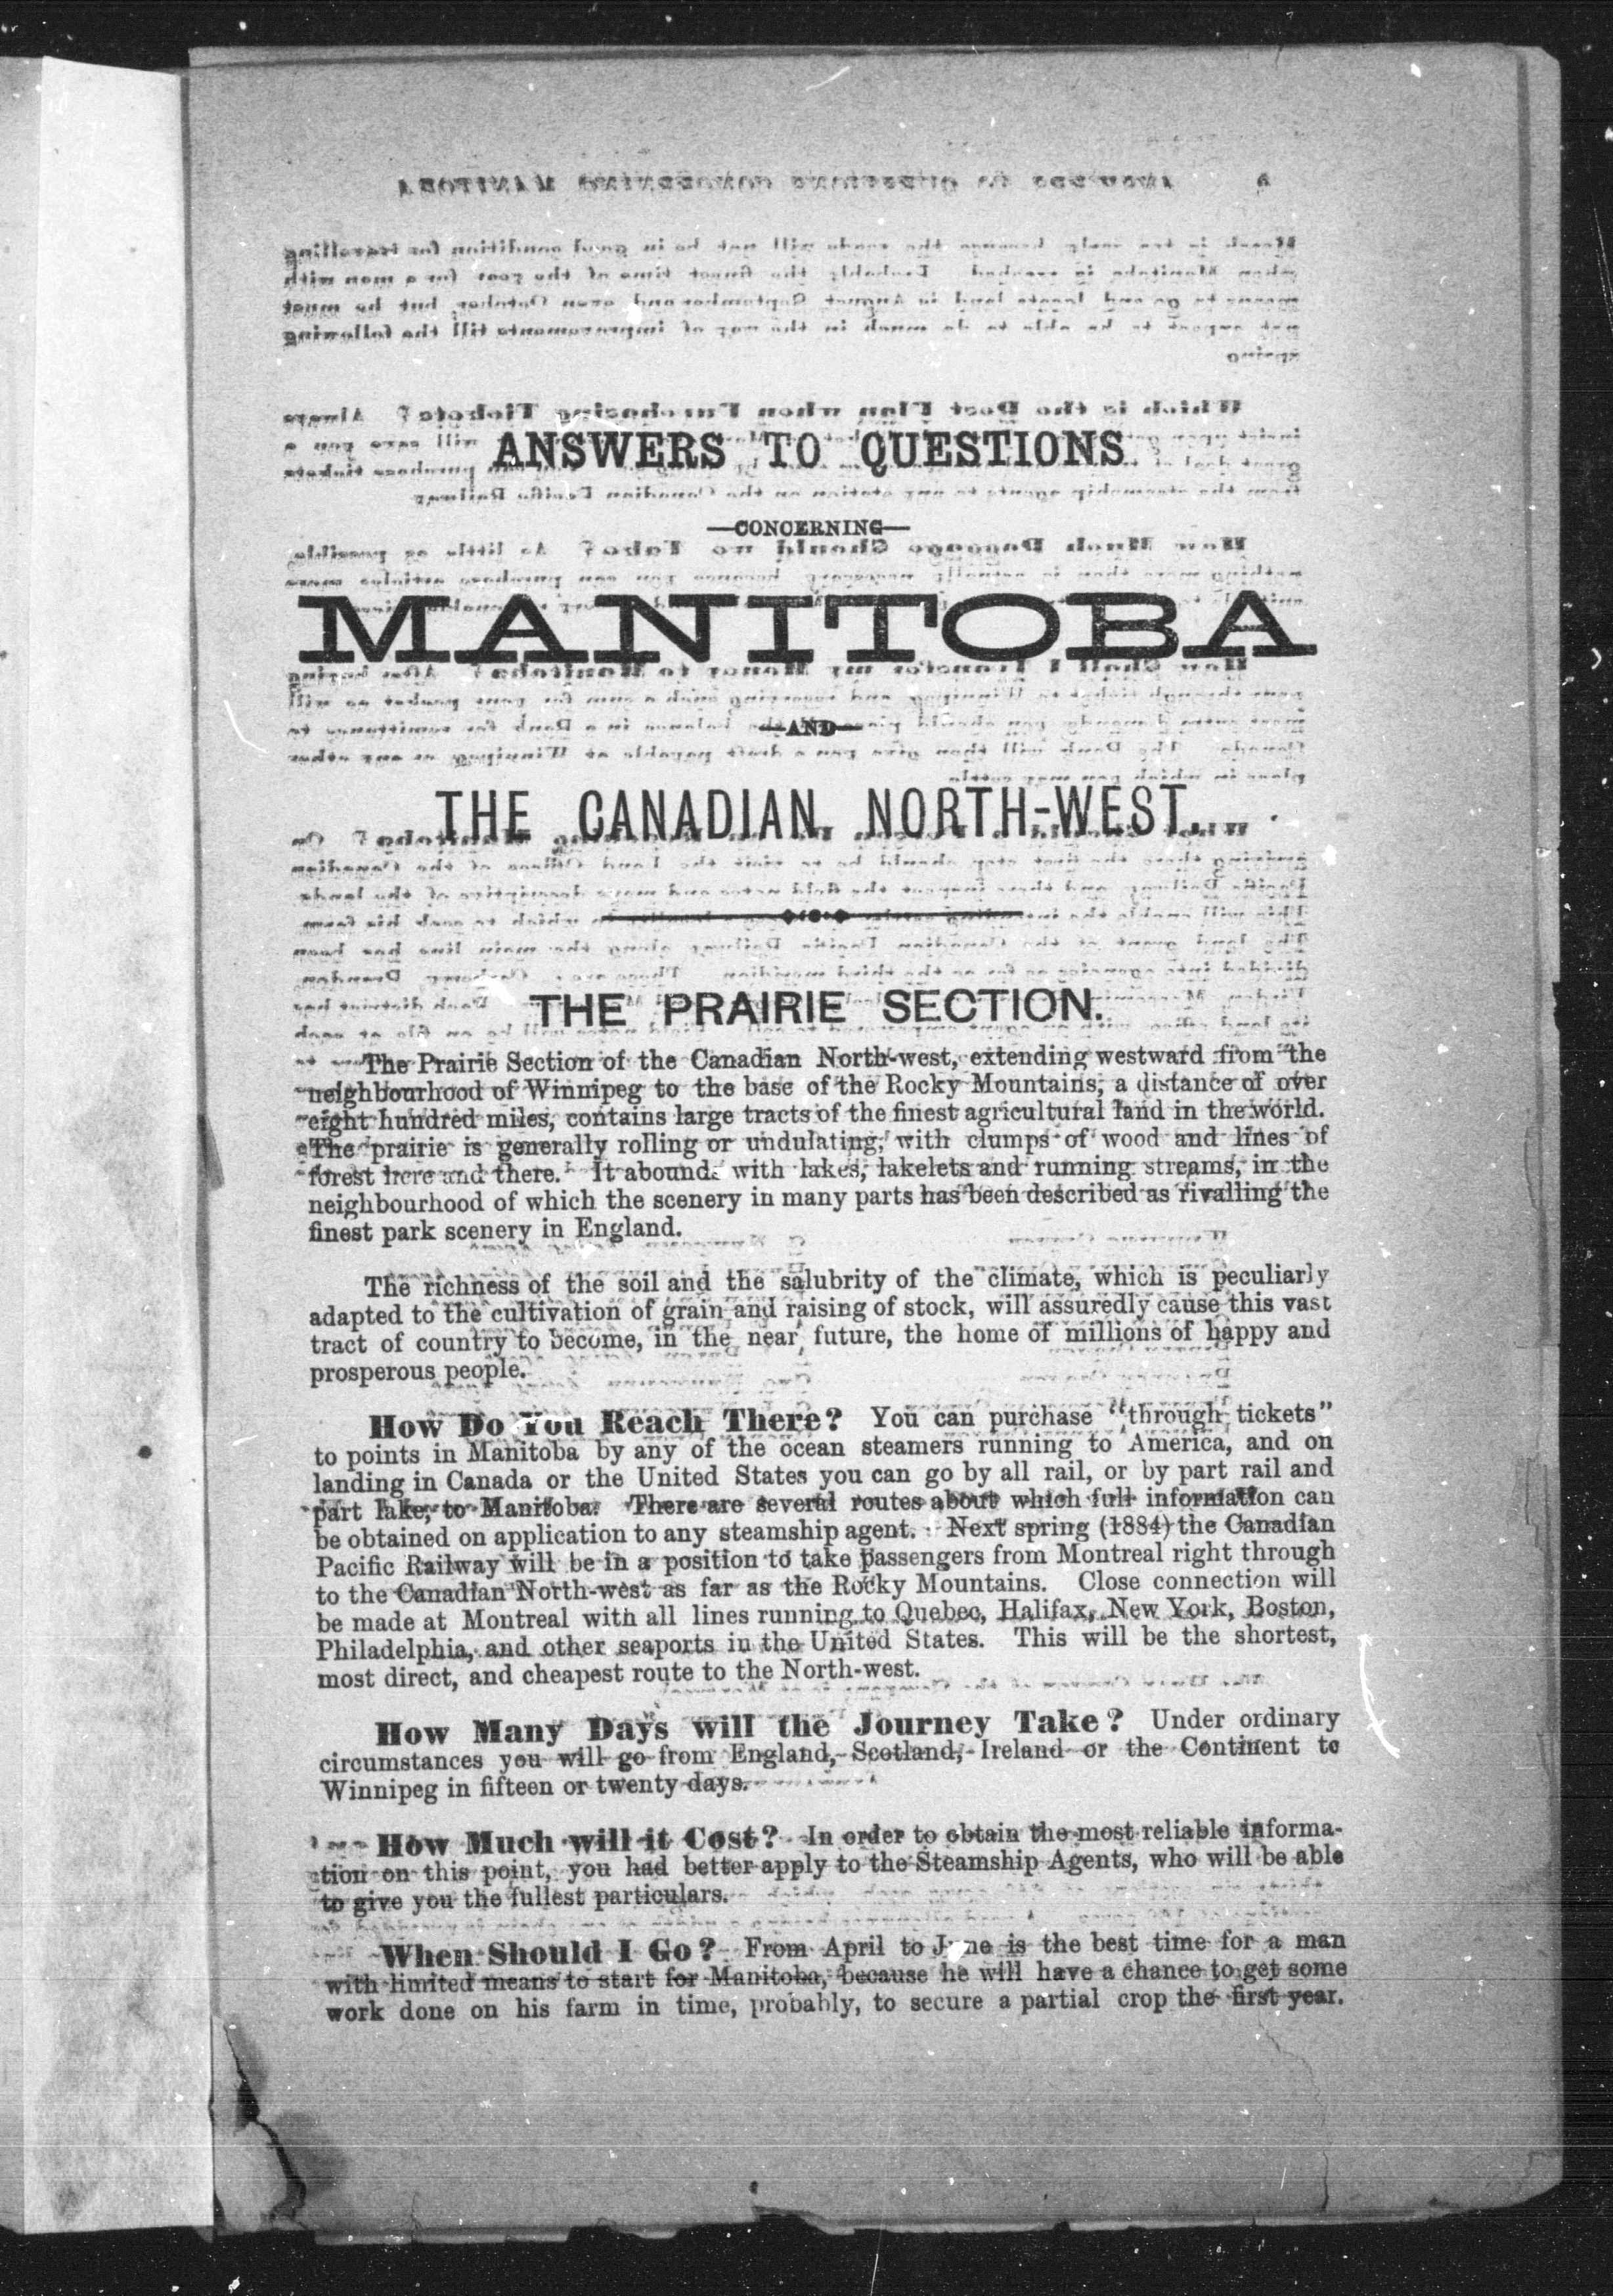 ANSWERS TO QUESTIONS
—CONCERNING—
MANITOBA
—AND—
THE CANADIAN NORTH-WEST.
THE PRAIRIE SECTION.
The Prairie Section of the Canadian North-west, extending westward from the
neighbourhood of Winnipeg to the base of the Rocky Mountains, a distance of over
eight hundred miles, contains large tracts of the finest agricultural land in the world.
The prairie is generally rolling or undulating, with clumps of wood and lines of
forest here and there. It abounds with lakes, lakelets and running streams, in the
neighbourhood of which the scenery in many parts has been described as rivalling the
finest park scenery in England.
The richness of the soil and the salubrity of the climate, which is peculiarly
adapted to the cultivation of grain and raising of stock, will assuredly cause this vast
tract of country to become, in the near future, the home of millions of happy and
prosperous people.
How Do You Reach There? You can purchase "through tickets"
to points in Manitoba by any of the ocean steamers running to America, and on
landing in Canada or the United States you can go by all rail, or by part rail and
part lake, to Manitoba. There are several routes about which full information can
be obtained on application to any steamship agent. Next spring (1884) the Canadian
Pacific Railway will be in a position to take passengers from Montreal right through
to the Canadian North-west as far as the Rocky Mountains. Close connection will
be made at Montreal with all lines running to Quebec, Halifax, New York, Boston,
Philadelphia, and other seaports in the United States. This will be the shortest,
most direct, and cheapest route to the North-west.
How Many Days will the Journey Take? Under ordinary
circumstances you will go from England, Scotland, Ireland or the Continent to
Winnipeg in fifteen or twenty days.
How Much will it Cost? In order to obtain the most reliable informa-
tion on this point, you had better apply to the Steamship Agents, who will be able
to give you the fullest particulars.
When Should I Go? From April to June is the best time for a man
with limited means to start for Manitoba, because he will have a chance to get some
work done on his farm in time, probably, to secure a partial crop the first year.